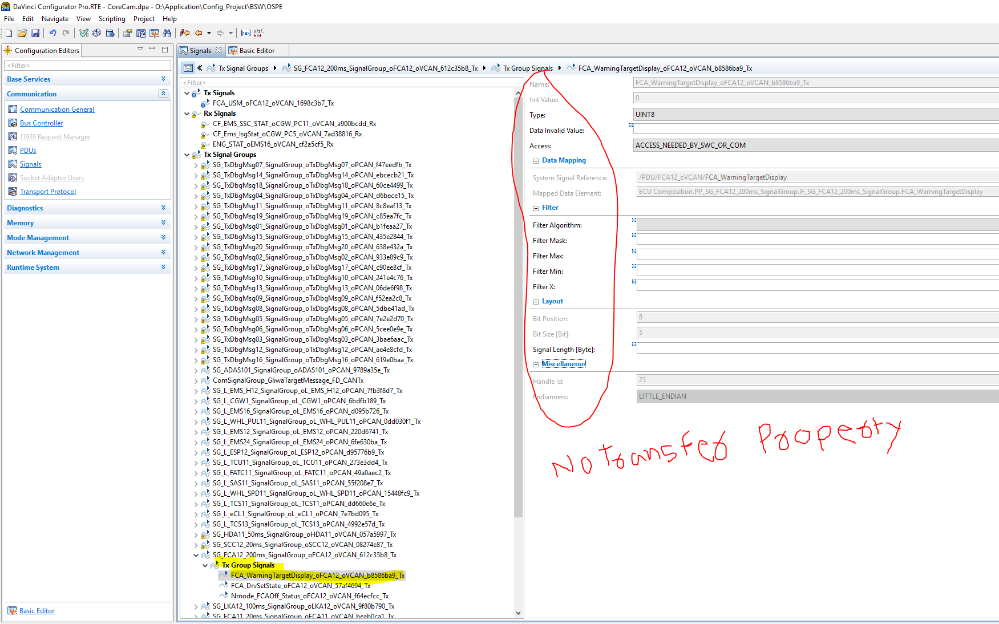 DaVinci Configurator Pro.RTE - CoreCam.dpa - O:\Application\Config_Project\BSW\OSPE
File Edit Navigate View Scripting Project Help
Configuration Editors
<Filter>
Base Services
Communication
Communication General
Bus Controller
J1939 Request Manager
PDUs
Signals
Socket Adaptor Users
Transport Protocol
Diagnostics
Memory
Mode Management
Network Management
Runtime System
Basic Editor
Signals Basic Editor
Tx Signal Groups SG_FCA12_200ms_SignalGroup_oFCA12_oVCAN_612c35b8_Tx Tx Group Signals FCA_WarningTargetDisplay_oFCA12_oVCAN_b8586ba9_Tx
<Filter>
Tx Signals
FCA_USM_oFCA12_oVCAN_1698c3b7_Tx
Rx Signals
CF_EMS_SSC_STAT_oCGW_PC11_oVCAN_a900bcdd_Rx
CF_Ems_IsgStat_oCGW_PC5_oVCAN_7ad38816_Rx
ENG_STAT_oEMS16_oVCAN_cf2a5cf5_Rx
Tx Signal Groups
SG_TxDbgMsg07_SignalGroup_oTxDbgMsg07_oPCAN_f47eedfb_Tx
SG_TxDbgMsg14_SignalGroup_oTxDbgMsg14_oPCAN_ebcecb21_Tx
SG_TxDbgMsg18_SignalGroup_oTxDbgMsg18_oPCAN_60ce4499_Tx
SG_TxDbgMsg04_SignalGroup_oTxDbgMsg04_oPCAN_d6bece15_Tx
SG_TxDbgMsg11_SignalGroup_oTxDbgMsg11_oPCAN_8c8eaf13_Tx
SG_TxDbgMsg19_SignalGroup_oTxDbgMsg19_oPCAN_c85ea7fc_Tx
SG_TxDbgMsg01_SignalGroup_oTxDbgMsg01_oPCAN_b1feaa27_Tx
SG_TxDbgMsg15_SignalGroup_oTxDbgMsg15_oPCAN_435e2844_Tx
SG_TxDbgMsg20_SignalGroup_oTxDbgMsg20_oPCAN_638e432a_Tx
SG_TxDbgMsg02_SignalGroup_oTxDbgMsg02_oPCAN_933e89c9_Tx
SG_TxDbgMsg17_SignalGroup_oTxDbgMsg17_oPCAN_c90ee8cf_Tx
SG_TxDbgMsg10_SignalGroup_oTxDbgMsg10_oPCAN_241e4c76_Tx
SG_TxDbgMsg13_SignalGroup_oTxDbgMsg13_oPCAN_06de6f98_Tx
SG_TxDbgMsg09_SignalGroup_oTxDbgMsg09_oPCAN_f52ea2c8_Tx
SG_TxDbgMsg08_SignalGroup_oTxDbgMsg08_oPCAN_5dbe41ad_Tx
SG_TxDbgMsg05_SignalGroup_oTxDbgMsg05_oPCAN_7e2e2d70_Tx
SG_TxDbgMsg06_SignalGroup_oTxDbgMsg06_oPCAN_5cee0e9e_Tx
SG_TxDbgMsg03_SignalGroup_oTxDbgMsg03_oPCAN_3bae6aac_Tx
SG_TxDbgMsg12_SignalGroup_oTxDbgMsg12_oPCAN_ae4e8cfd_Tx
SG_TxDbgMsg16_SignalGroup_oTxDbgMsg16_oPCAN_619e0baa_Tx
SG_ADAS101_SignalGroup_oADAS101_oPCAN_9789a35e_Tx
ComSignalGroup_GliwaTargetMessage_FD_CANTx
SG_L_EMS_H12_SignalGroup_oL_EMS_H12_oPCAN_7fb3f8d7_Tx
SG_L_CGW1_SignalGroup_oL_CGW1_oPCAN_6bdfb189_Tx
SG_L_EMS16_SignalGroup_oL_EMS16_oPCAN_d095b726_Tx
SG_L_WHL_PUL11_SignalGroup_oL_WHL_PUL11_oPCAN_0dd030f1_Tx
SG_L_EMS12_SignalGroup_oL_EMS12_oPCAN_220d6741_Tx
SG_L_EMS24_SignalGroup_oL_EMS24_oPCAN_6fe630ba_Tx
SG_L_ESP12_SignalGroup_oL_ESP12_oPCAN_d95776b9_Tx
SG_L_TCU11_SignalGroup_oL_TCU11_oPCAN_273e3dd4_Tx
SG_L_FATC11_SignalGroup_oL_FATC11_oPCAN_49a0aec2_Tx
SG_L_SAS11_SignalGroup_oL_SAS11_oPCAN_55f208e7_Tx
SG_L_WHL_SPD11_SignalGroup_oL_WHL_SPD11_oPCAN_15448fc9_Tx
SG_L_TCS11_SignalGroup_oL_TCS11_oPCAN_dd660e6e_Tx
SG_L_eCL1_SignalGroup_oL_eCL1_oPCAN_7e7bd095_Tx
SG_L_TCS13_SignalGroup_oL_TCS13_oPCAN_4992e57d_Tx
SG_HDA11_50ms_SignalGroup_oHDA11_oVCAN_057a5997_Tx
SG_SCC12_20ms_SignalGroup_oSCC12_oVCAN_08274e87_Tx
SG_FCA12_200ms_SignalGroup_oFCA12_oVCAN_612c35b8_Tx
Tx Group Signals
FCA_WarningTargetDisplay_oFCA12_oVCAN_b8586ba9_Tx
FCA_DrvSetState_oFCA12_oVCAN_57af4694_Tx
Nmode_FCAOff_Status_oFCA12_oVCAN_f64ecfcc_Tx
SG_LKA12_100ms_SignalGroup_oLKA12_oVCAN_9f80b790_Tx
SG_FCA11_20ms_SignalGroup_oFCA11_oVCAN_beab0ca1_Tx
Name: FCA_WarningTargetDisplay_oFCA12_oVCAN_b8586ba9_Tx
Init Value: 0
Type: UINT8
Data Invalid Value:
Access: ACCESS_NEEDED_BY_SWC_OR_COM
Data Mapping
System Signal Reference: /PDU/FCA12_oVCAN/FCA_WarningTargetDisplay
Mapped Data Element: ECU Composition.PP_SG_FCA12_200ms_SignalGroup.IF_SG_FCA12_200ms_SignalGroup.FCA_WarningTargetDisplay
Filter
Filter Algorithm:
Filter Mask:
Filter Max:
Filter Min:
Filter X:
Layout
Bit Position: 8
Bit Size [Bit]: 5
Signal Length [Byte]:
Miscellaneous
Handle Id: 25
Endianness: LITTLE_ENDIAN
No transfer Property